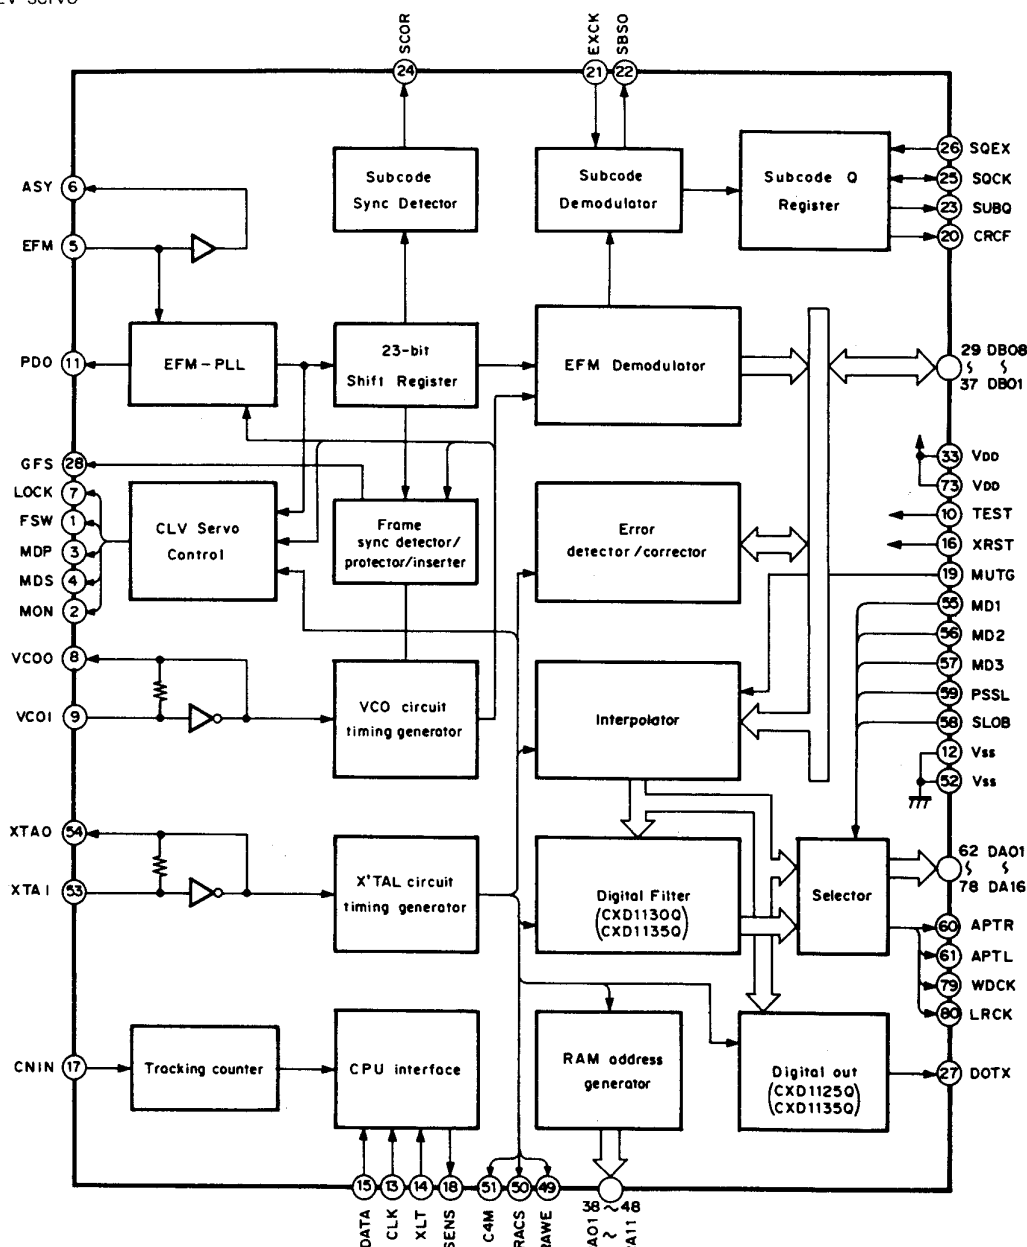 SCOR
EXCK
SBSO
24
21
22
Subcode
Sync Detector
Subcode
Demodulator
Subcode Q
Register
26 SQEX
25 SQCK
23 SUBQ
20 CRCF
ASY 6
EFM 5
PDO 11
EFM-PLL
23-bit
Shift Register
EFM Demodulator
29 DB08
37 DB01
GFS 28
LOCK 7
FSW 1
MDP 3
MDS 4
MON 2
CLV Servo
Control
Frame
sync detector/
protector/inserter
Error
detector/corrector
33 VDD
73 VDD
10 TEST
16 XRST
19 MUTG
55 MD1
56 MD2
57 MD3
59 PSSL
58 SLOB
12 Vss
52 Vss
VCOO 8
VCOI 9
VCO circuit
timing generator
Interpolator
XTAO 54
XTAI 53
X'TAL circuit
timing generator
Digital Filter
(CXD1130Q
CXD1135Q)
Selector
62 DA01
78 DA16
60 APTR
61 APTL
79 WDCK
80 LRCK
CNIN 17
Tracking counter
CPU interface
RAM address
generator
Digital out
(CXD1125Q
CXD1135Q)
27 DOTX
15
13
14
18
51
50
49
38 ~ 48
DATA
CLK
XLT
SENS
C4M
RACS
RAWE